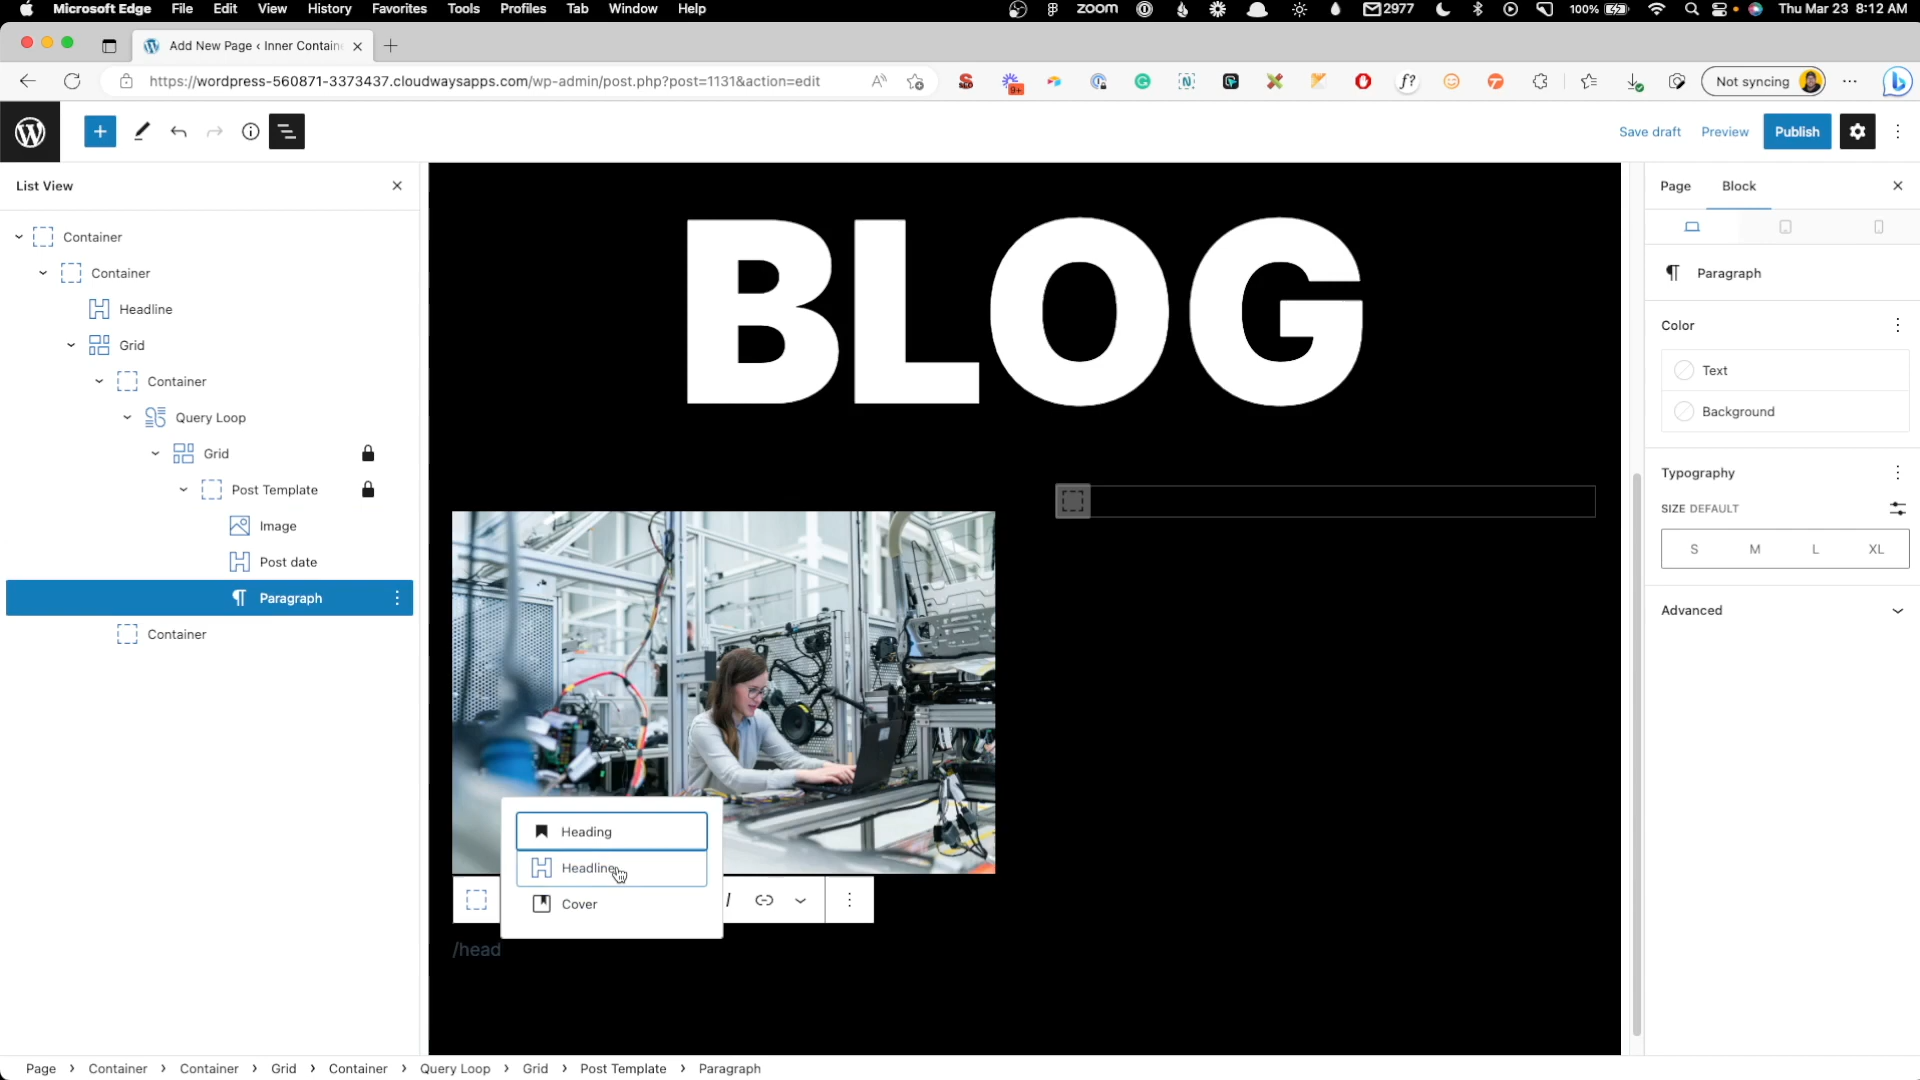 Microsoft Edge File Edit View History Favorites Tools Profiles Tab Window Help zoom 2977 100% Thu Mar 23 8:12 AM
Add New Page ‹ Inner Contain
https://wordpress-560871-3373437.cloudwaysapps.com/wp-admin/post.php?post=1131&action=edit 9+ f? Not syncing
Save draft Preview Publish
List View
Container
Container
Headline
Grid
Container
Query Loop
Grid
Post Template
Image
Post date
Paragraph
Container
BLOG
Heading
Headline
Cover
/head
Page Block
Paragraph
Color
Text
Background
Typography
SIZE DEFAULT
S M L XL
Advanced
Page > Container > Container > Grid > Container > Query Loop > Grid > Post Template > Paragraph